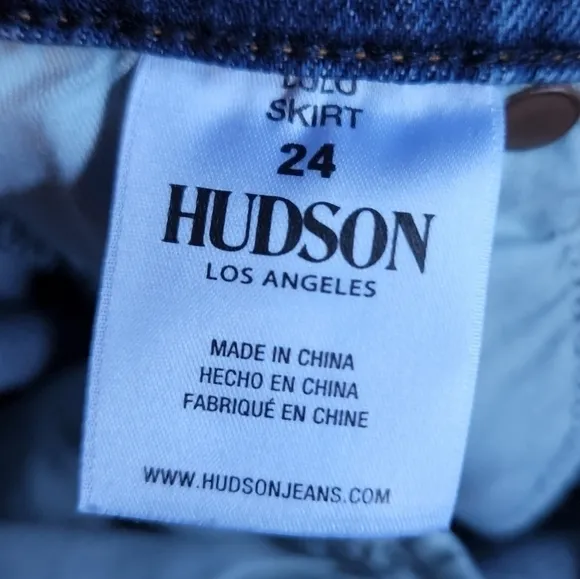 SKIRT
24
HUDSON
LOS ANGELES
MADE IN CHINA
HECHO EN CHINA
FABRIQUÉ EN CHINE
WWW.HUDSONJEANS.COM